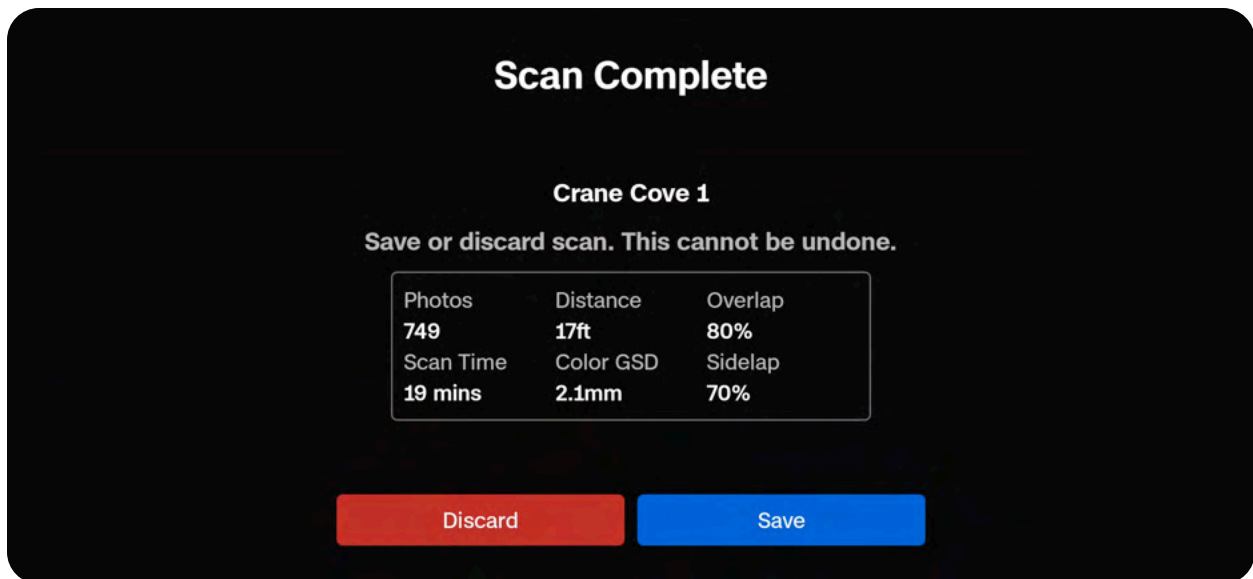 Scan Complete
Crane Cove 1
Save or discard scan. This cannot be undone.
Photos Distance Overlap
749 17ft 80%
Scan Time Color GSD Sidelap
19 mins 2.1mm 70%
Discard Save